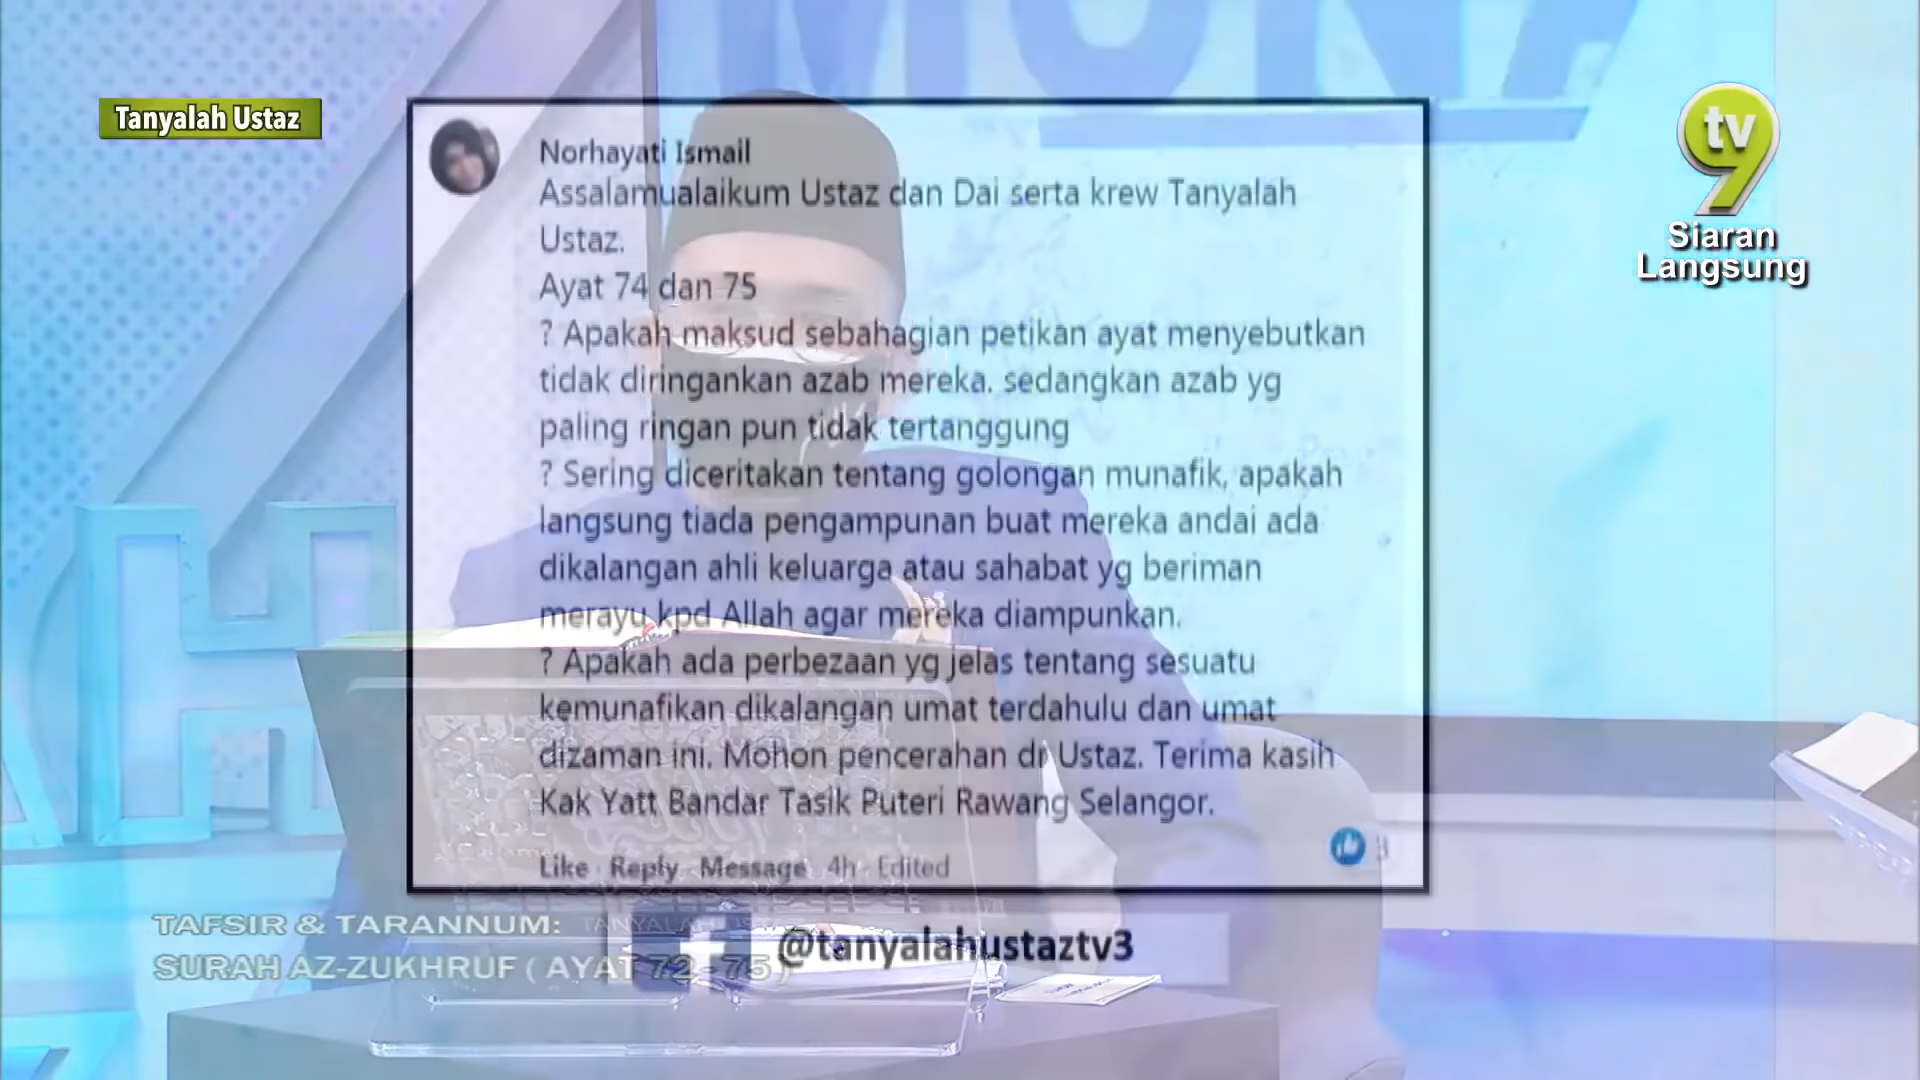 MUNA
Tanyalah Ustaz
tv
9
Siaran
Langsung
Norhayati Ismail
Assalamualaikum Ustaz dan Dai serta krew Tanyalah
Ustaz.
Ayat 74 dan 75
? Apakah maksud sebahagian petikan ayat menyebutkan
tidak diringankan azab mereka. sedangkan azab yg
paling ringan pun tidak tertanggung
? Sering diceritakan tentang golongan munafik, apakah
langsung tiada pengampunan buat mereka andai ada
dikalangan ahli keluarga atau sahabat yg beriman
merayu kpd Allah agar mereka diampunkan.
? Apakah ada perbezaan yg jelas tentang sesuatu
kemunafikan dikalangan umat terdahulu dan umat
dizaman ini. Mohon pencerahan dr Ustaz. Terima kasih
Kak Yatt Bandar Tasik Puteri Rawang Selangor.
3
Like · Reply · Message · 4h · Edited
TAFSIR & TARANNUM:
SURAH AZ-ZUKHRUF ( AYAT 72 - 75 )
@tanyalahustaztv3